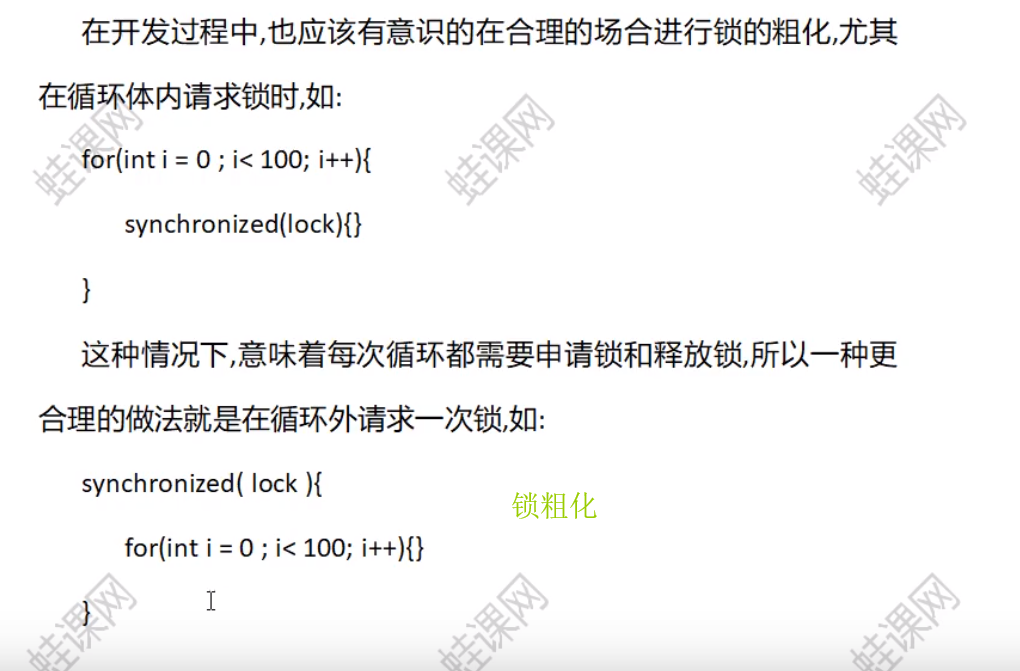 在开发过程中,也应该有意识的在合理的场合进行锁的粗化,尤其
在循环体内请求锁时,如:
for(int i = 0 ; i< 100; i++){
synchronized(lock){}
}
这种情况下,意味着每次循环都需要申请锁和释放锁,所以一种更
合理的做法就是在循环外请求一次锁,如:
synchronized( lock ){
锁粗化
for(int i = 0 ; i< 100; i++){}
}
蛙课网
蛙课网
蛙课网
蛙课网
蛙课网
蛙课网